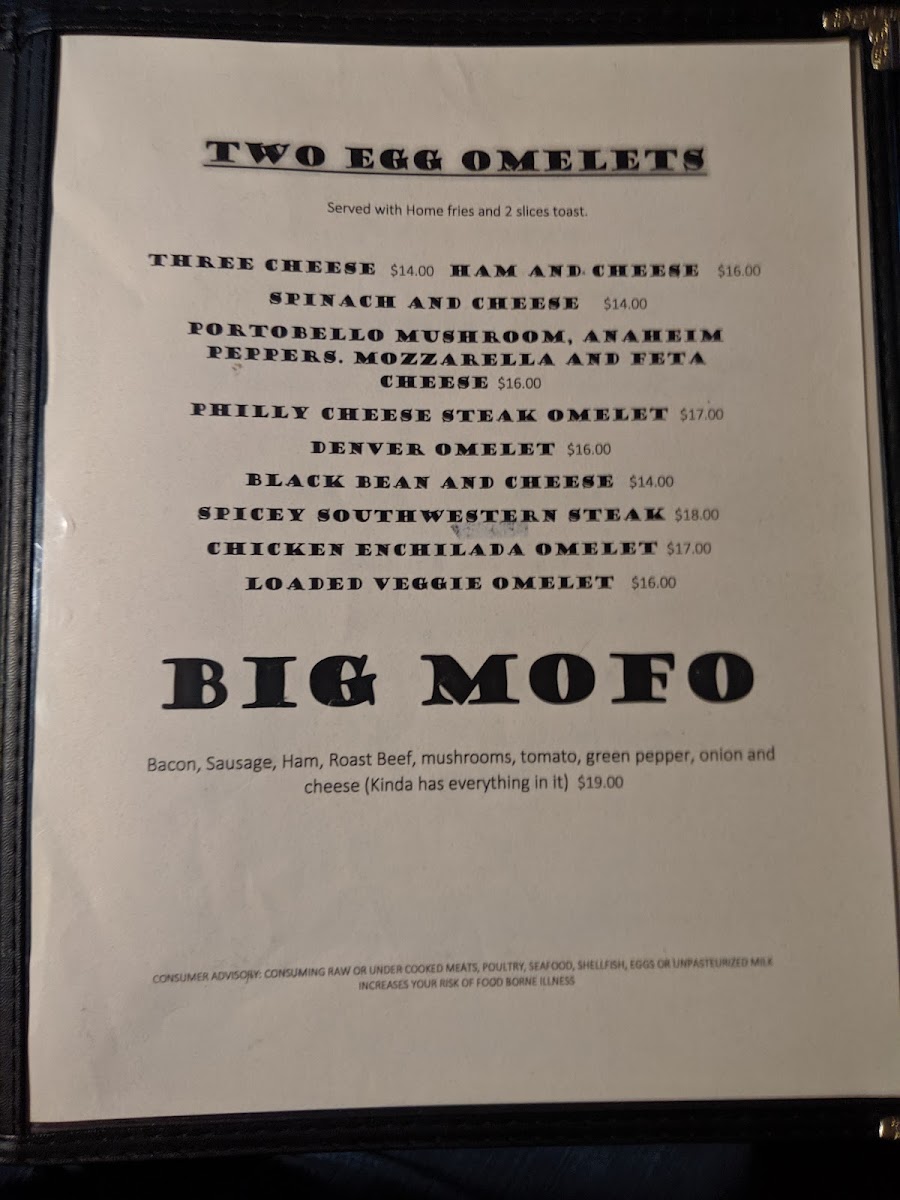 TWO EGG OMELETS
Served with Home fries and 2 slices toast.
THREE CHEESE $14.00 HAM AND CHEESE $16.00
SPINACH AND CHEESE $14.00
PORTOBELLO MUSHROOM, ANAHEIM
PEPPERS. MOZZARELLA AND FETA
CHEESE $16.00
PHILLY CHEESE STEAK OMELET $17.00
DENVER OMELET $16.00
BLACK BEAN AND CHEESE $14.00
SPICEY SOUTHWESTERN STEAK $18.00
CHICKEN ENCHILADA OMELET $17.00
LOADED VEGGIE OMELET $16.00
BIG MOFO
Bacon, Sausage, Ham, Roast Beef, mushrooms, tomato, green pepper, onion and
cheese (Kinda has everything in it) $19.00
CONSUMER ADVISORY: CONSUMING RAW OR UNDER COOKED MEATS, POULTRY, SEAFOOD, SHELLFISH, EGGS OR UNPASTEURIZED MILK
INCREASES YOUR RISK OF FOOD BORNE ILLNESS